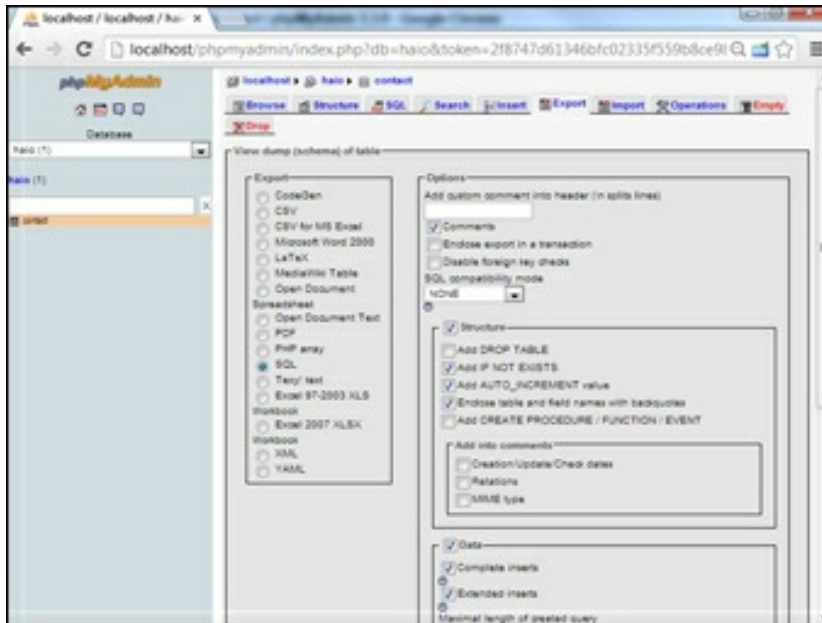 localhost / localhost / hai
localhost/phpmyadmin/index.php?db=haio&token=2f8747d61346bfc02335f559b8ce9
phpMyAdmin
Database
haio (1)
haio (1)
contact
localhost haio contact
Browse Structure SQL Search Insert Export Import Operations Empty
Drop
View dump (schema) of table
Export
CodeGen
CSV
CSV for MS Excel
Microsoft Word 2000
LaTeX
MediaWiki Table
Open Document
Spreadsheet
Open Document Text
PDF
PHP array
SQL
Texy! text
Excel 97-2003 XLS
Workbook
Excel 2007 XLSX
Workbook
XML
YAML
Options
Add custom comment into header (\n splits lines)
Comments
Enclose export in a transaction
Disable foreign key checks
SQL compatibility mode
NONE
Structure
Add DROP TABLE
Add IF NOT EXISTS
Add AUTO_INCREMENT value
Enclose table and field names with backquotes
Add CREATE PROCEDURE / FUNCTION / EVENT
Add into comments
Creation/Update/Check dates
Relations
MIME type
Data
Complete inserts
Extended inserts
Maximal length of created query